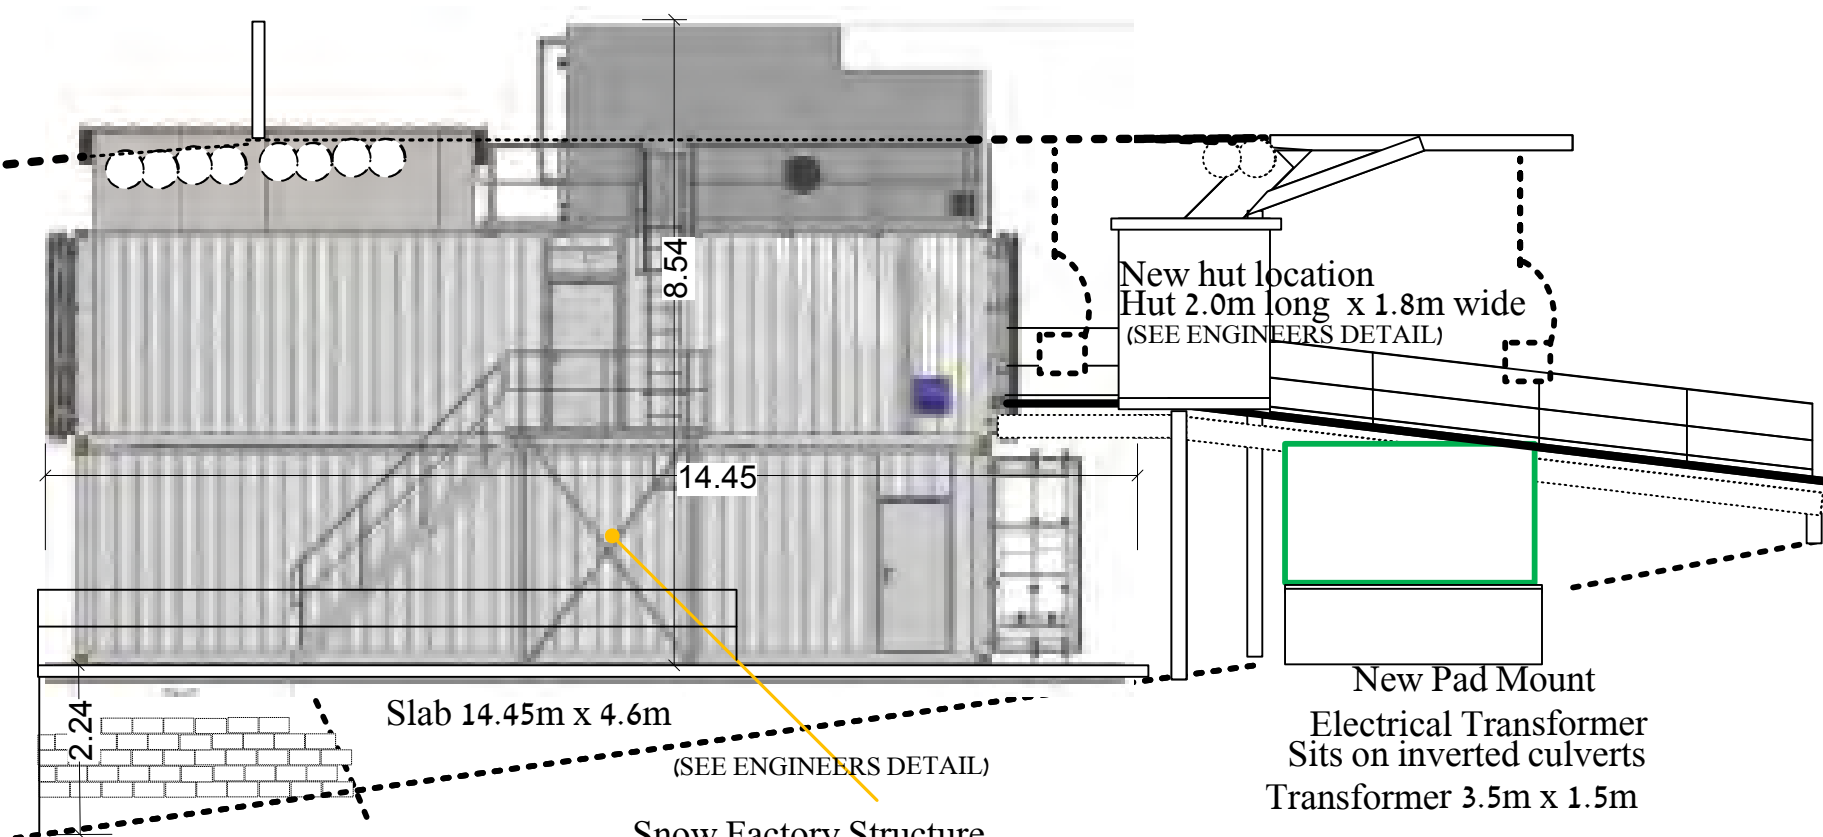 8.54
New hut location
Hut 2.0m long x 1.8m wide
(SEE ENGINEERS DETAIL)
14.45
2.24
Slab 14.45m x 4.6m
(SEE ENGINEERS DETAIL)
Snow Factory Structure
New Pad Mount
Electrical Transformer
Sits on inverted culverts
Transformer 3.5m x 1.5m